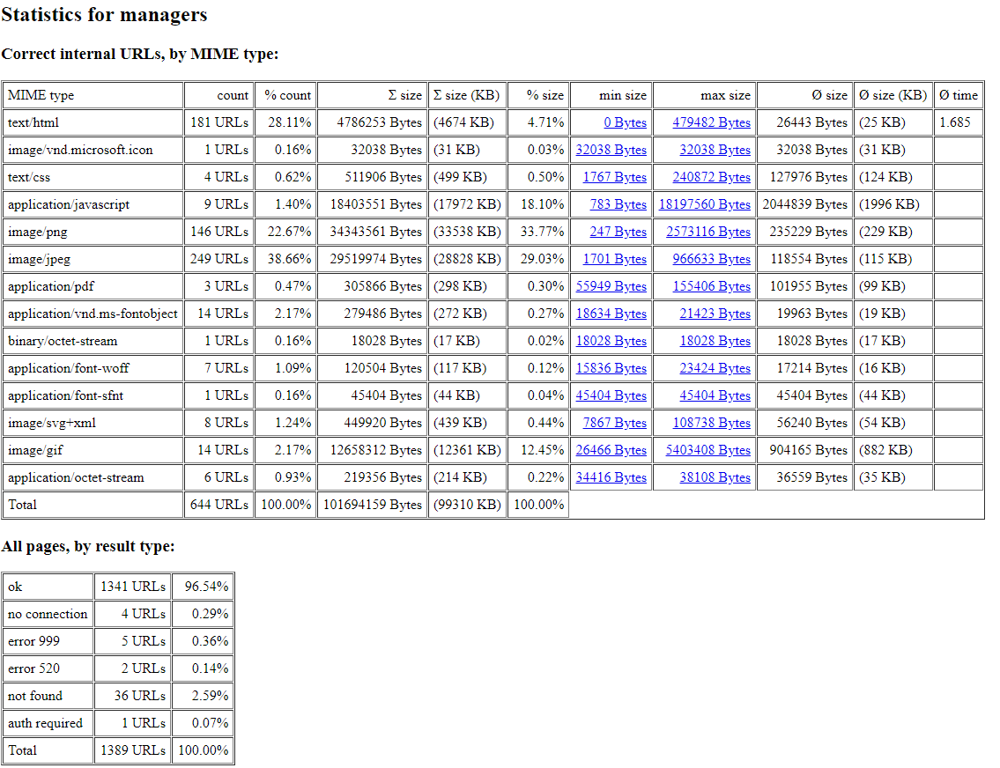 Statistics for managers
Correct internal URLs, by MIME type:
MIME type count % count Σ size Σ size (KB) % size min size max size Ø size Ø size (KB) Ø time
text/html 181 URLs 28.11% 4786253 Bytes (4674 KB) 4.71% 0 Bytes 479482 Bytes 26443 Bytes (25 KB) 1.685
image/vnd.microsoft.icon 1 URLs 0.16% 32038 Bytes (31 KB) 0.03% 32038 Bytes 32038 Bytes 32038 Bytes (31 KB)
text/css 4 URLs 0.62% 511906 Bytes (499 KB) 0.50% 1767 Bytes 240872 Bytes 127976 Bytes (124 KB)
application/javascript 9 URLs 1.40% 18403551 Bytes (17972 KB) 18.10% 783 Bytes 18197560 Bytes 2044839 Bytes (1996 KB)
image/png 146 URLs 22.67% 34343561 Bytes (33538 KB) 33.77% 247 Bytes 2573116 Bytes 235229 Bytes (229 KB)
image/jpeg 249 URLs 38.66% 29519974 Bytes (28828 KB) 29.03% 1701 Bytes 966633 Bytes 118554 Bytes (115 KB)
application/pdf 3 URLs 0.47% 305866 Bytes (298 KB) 0.30% 55949 Bytes 155406 Bytes 101955 Bytes (99 KB)
application/vnd.ms-fontobject 14 URLs 2.17% 279486 Bytes (272 KB) 0.27% 18634 Bytes 21423 Bytes 19963 Bytes (19 KB)
binary/octet-stream 1 URLs 0.16% 18028 Bytes (17 KB) 0.02% 18028 Bytes 18028 Bytes 18028 Bytes (17 KB)
application/font-woff 7 URLs 1.09% 120504 Bytes (117 KB) 0.12% 15836 Bytes 23424 Bytes 17214 Bytes (16 KB)
application/font-sfnt 1 URLs 0.16% 45404 Bytes (44 KB) 0.04% 45404 Bytes 45404 Bytes 45404 Bytes (44 KB)
image/svg+xml 8 URLs 1.24% 449920 Bytes (439 KB) 0.44% 7867 Bytes 108738 Bytes 56240 Bytes (54 KB)
image/gif 14 URLs 2.17% 12658312 Bytes (12361 KB) 12.45% 26466 Bytes 5403408 Bytes 904165 Bytes (882 KB)
application/octet-stream 6 URLs 0.93% 219356 Bytes (214 KB) 0.22% 34416 Bytes 38108 Bytes 36559 Bytes (35 KB)
Total 644 URLs 100.00% 101694159 Bytes (99310 KB) 100.00%
All pages, by result type:
ok 1341 URLs 96.54%
no connection 4 URLs 0.29%
error 999 5 URLs 0.36%
error 520 2 URLs 0.14%
not found 36 URLs 2.59%
auth required 1 URLs 0.07%
Total 1389 URLs 100.00%